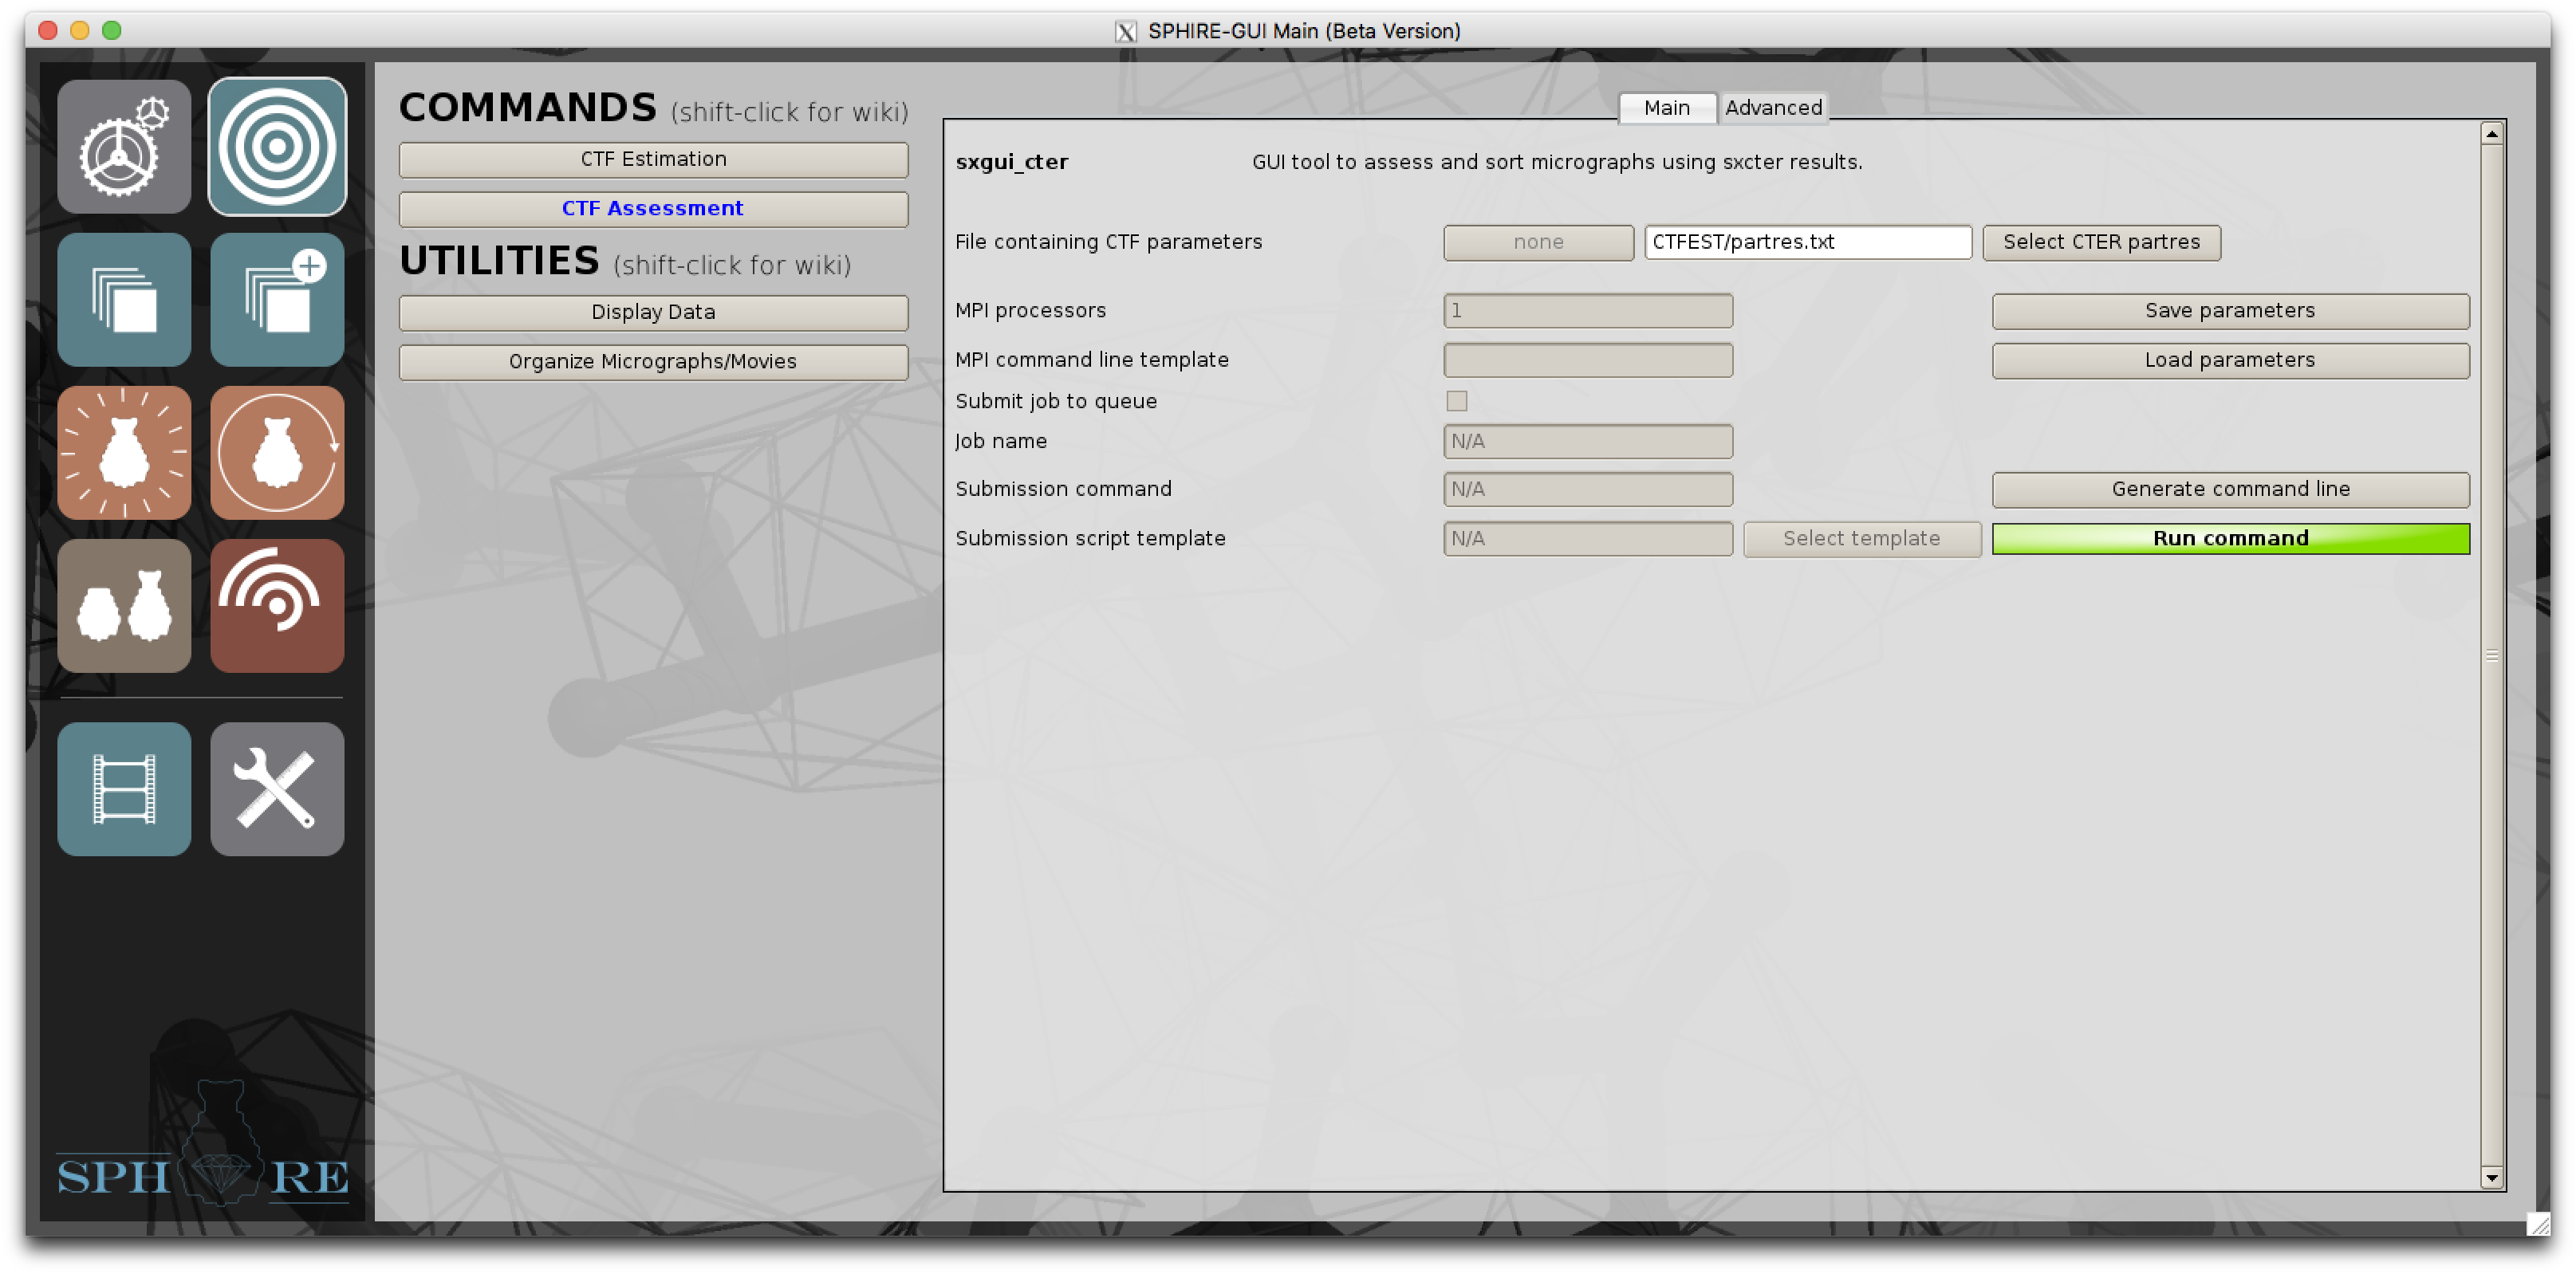 SPHIRE-GUI Main (Beta Version)
COMMANDS (shift-click for wiki)
CTF Estimation
CTF Assessment
UTILITIES (shift-click for wiki)
Display Data
Organize Micrographs/Movies
Main Advanced
sxgui_cter GUI tool to assess and sort micrographs using sxcter results.
File containing CTF parameters none CTFEST/partres.txt Select CTER partres
MPI processors 1 Save parameters
MPI command line template Load parameters
Submit job to queue
Job name N/A
Submission command N/A Generate command line
Submission script template N/A Select template Run command
SPH RE